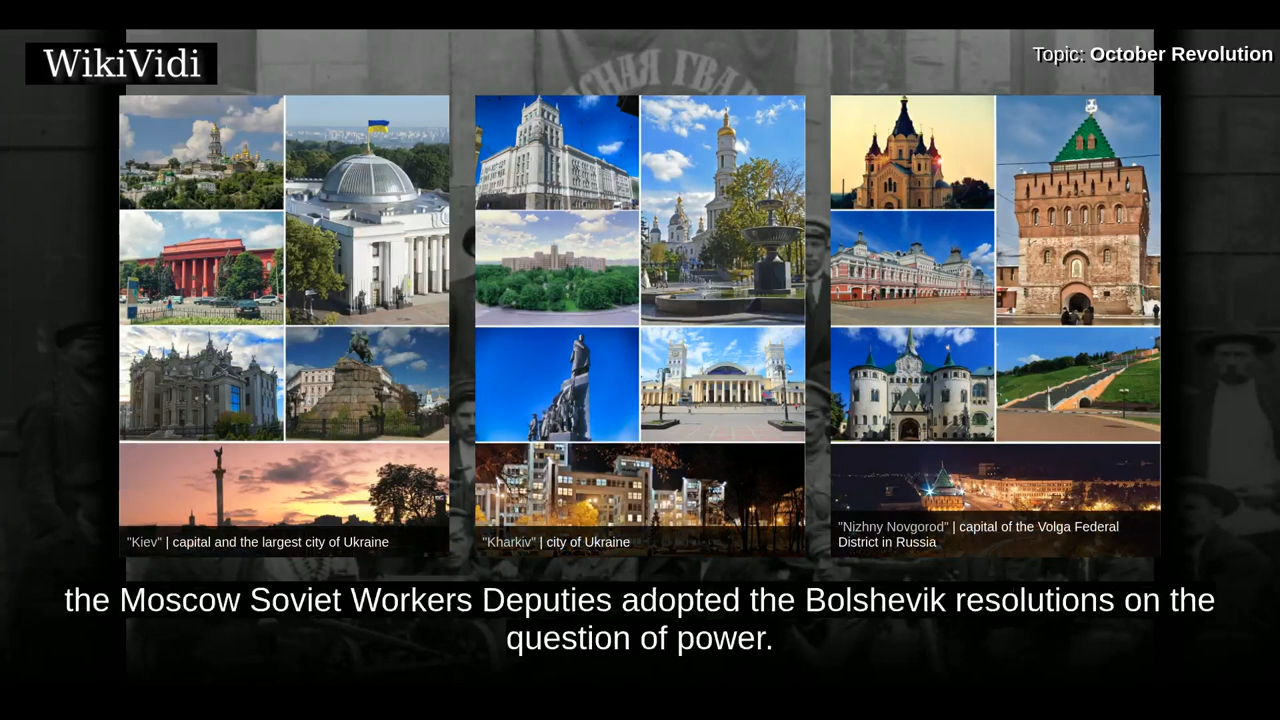 WikiVidi
Topic: October Revolution
СНАЯ ГВА
"Kiev" | capital and the largest city of Ukraine
"Kharkiv" | city of Ukraine
"Nizhny Novgorod" | capital of the Volga Federal
District in Russia
the Moscow Soviet Workers Deputies adopted the Bolshevik resolutions on the
question of power.